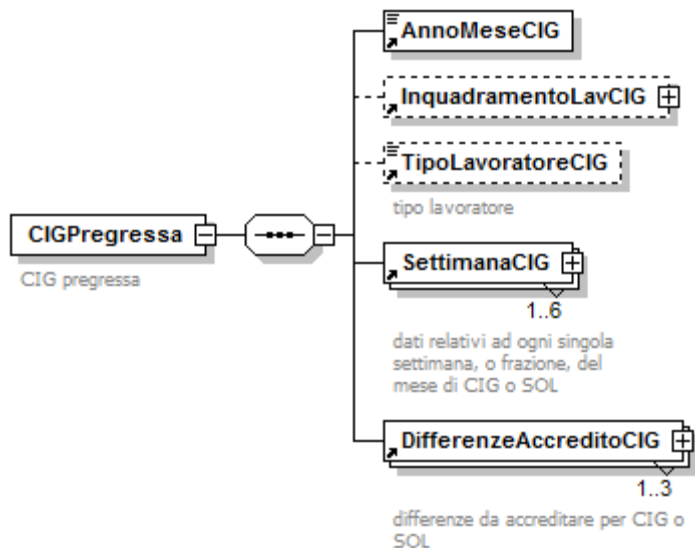 AnnoMeseCIG
InquadramentoLavCIG
TipoLavoratoreCIG
tipo lavoratore
CIGPregressa
CIG pregressa
SettimanaCIG
1..6
dati relativi ad ogni singola
settimana, o frazione, del
mese di CIG o SOL
DifferenzeAccreditoCIG
1..3
differenze da accreditare per CIG o
SOL